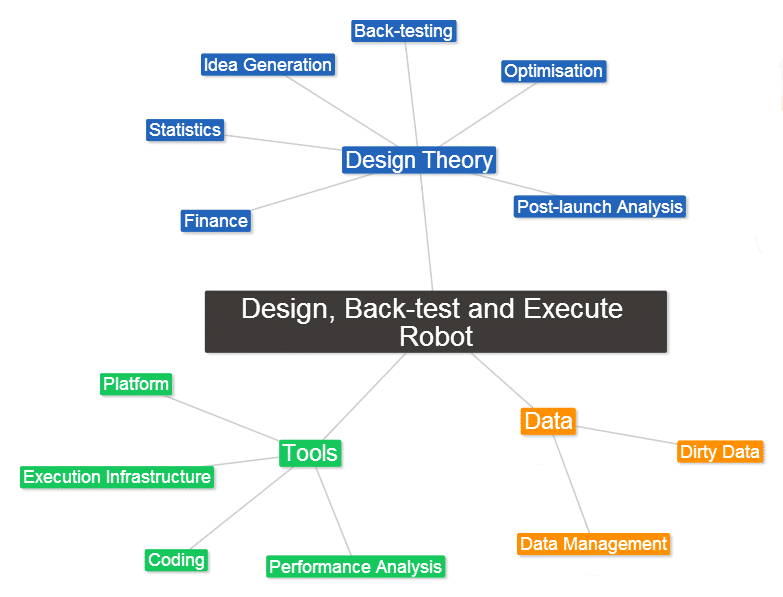 Back-testing
Idea Generation
Optimisation
Statistics
Design Theory
Finance
Post-launch Analysis
Design, Back-test and Execute
Robot
Platform
Data
Tools
Dirty Data
Execution Infrastructure
Data Management
Coding
Performance Analysis